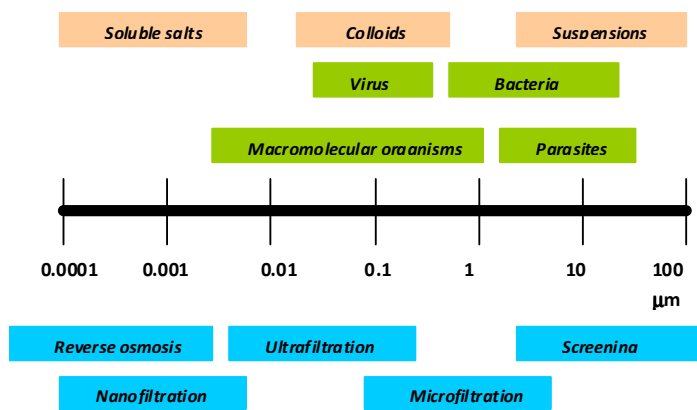 Soluble salts Colloids Suspensions
Virus Bacteria
Macromolecular oraanisms Parasites
0.0001 0.001 0.01 0.1 1 10 100
μm
Reverse osmosis Ultrafiltration Screenina
Nanofiltration Microfiltration